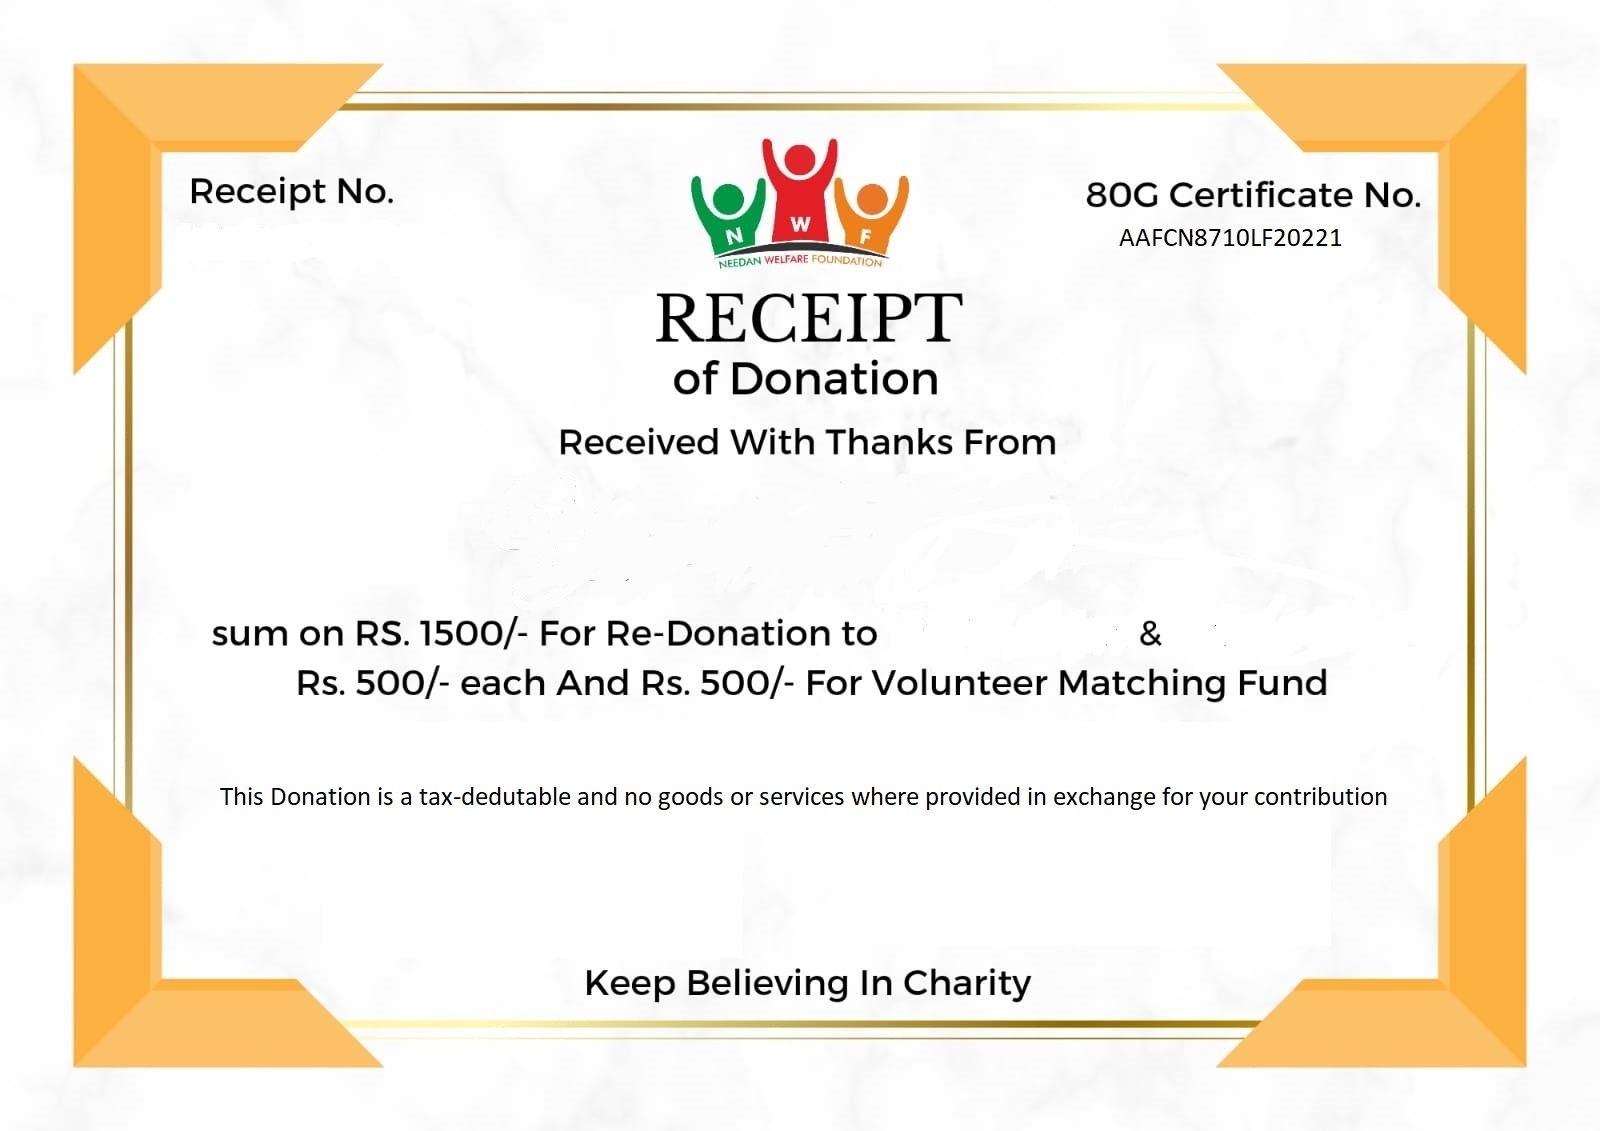 Receipt No.
80G Certificate No.
AAFCN8710LF20221
N W F
NEEDAN WELFARE FOUNDATION
RECEIPT
of Donation
Received With Thanks From
sum on RS. 1500/- For Re-Donation to &
Rs. 500/- each And Rs. 500/- For Volunteer Matching Fund
This Donation is a tax-dedutable and no goods or services where provided in exchange for your contribution
Keep Believing In Charity